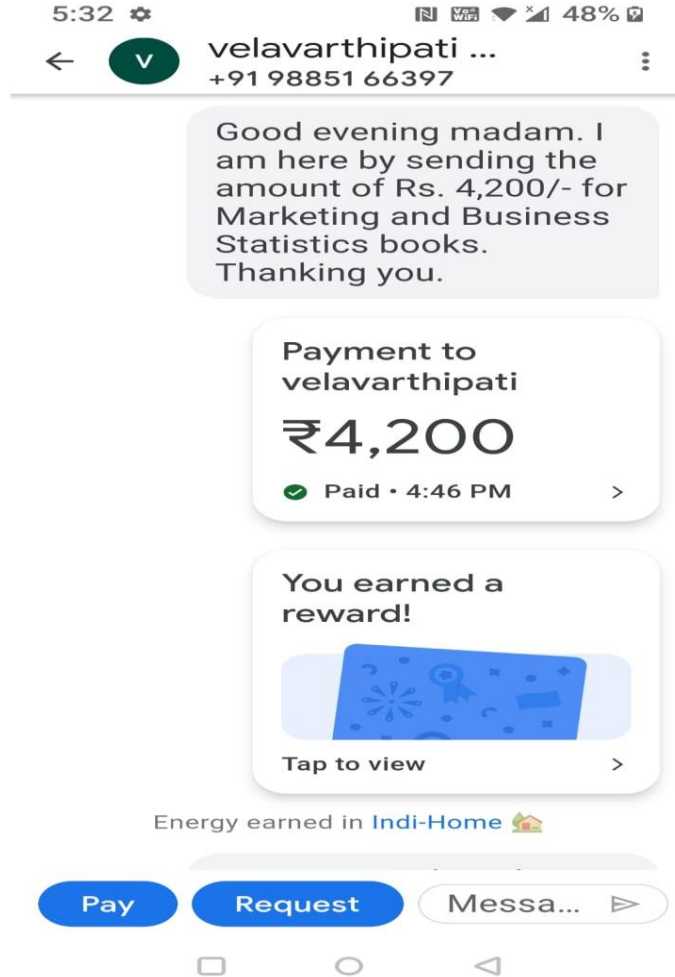 5:32
Vo)) WiFi 48%
V
velavarthipati ...
+91 98851 66397
Good evening madam. I
am here by sending the
amount of Rs. 4,200/- for
Marketing and Business
Statistics books.
Thanking you.
Payment to
velavarthipati
₹4,200
Paid • 4:46 PM
You earned a
reward!
Tap to view
Energy earned in Indi-Home
Pay
Request
Messa...